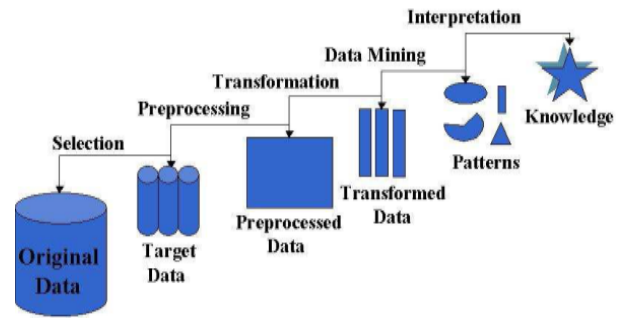 Interpretation
Data Mining
Transformation
Preprocessing
Selection
Knowledge
Patterns
Transformed
Data
Preprocessed
Data
Target
Data
Original
Data